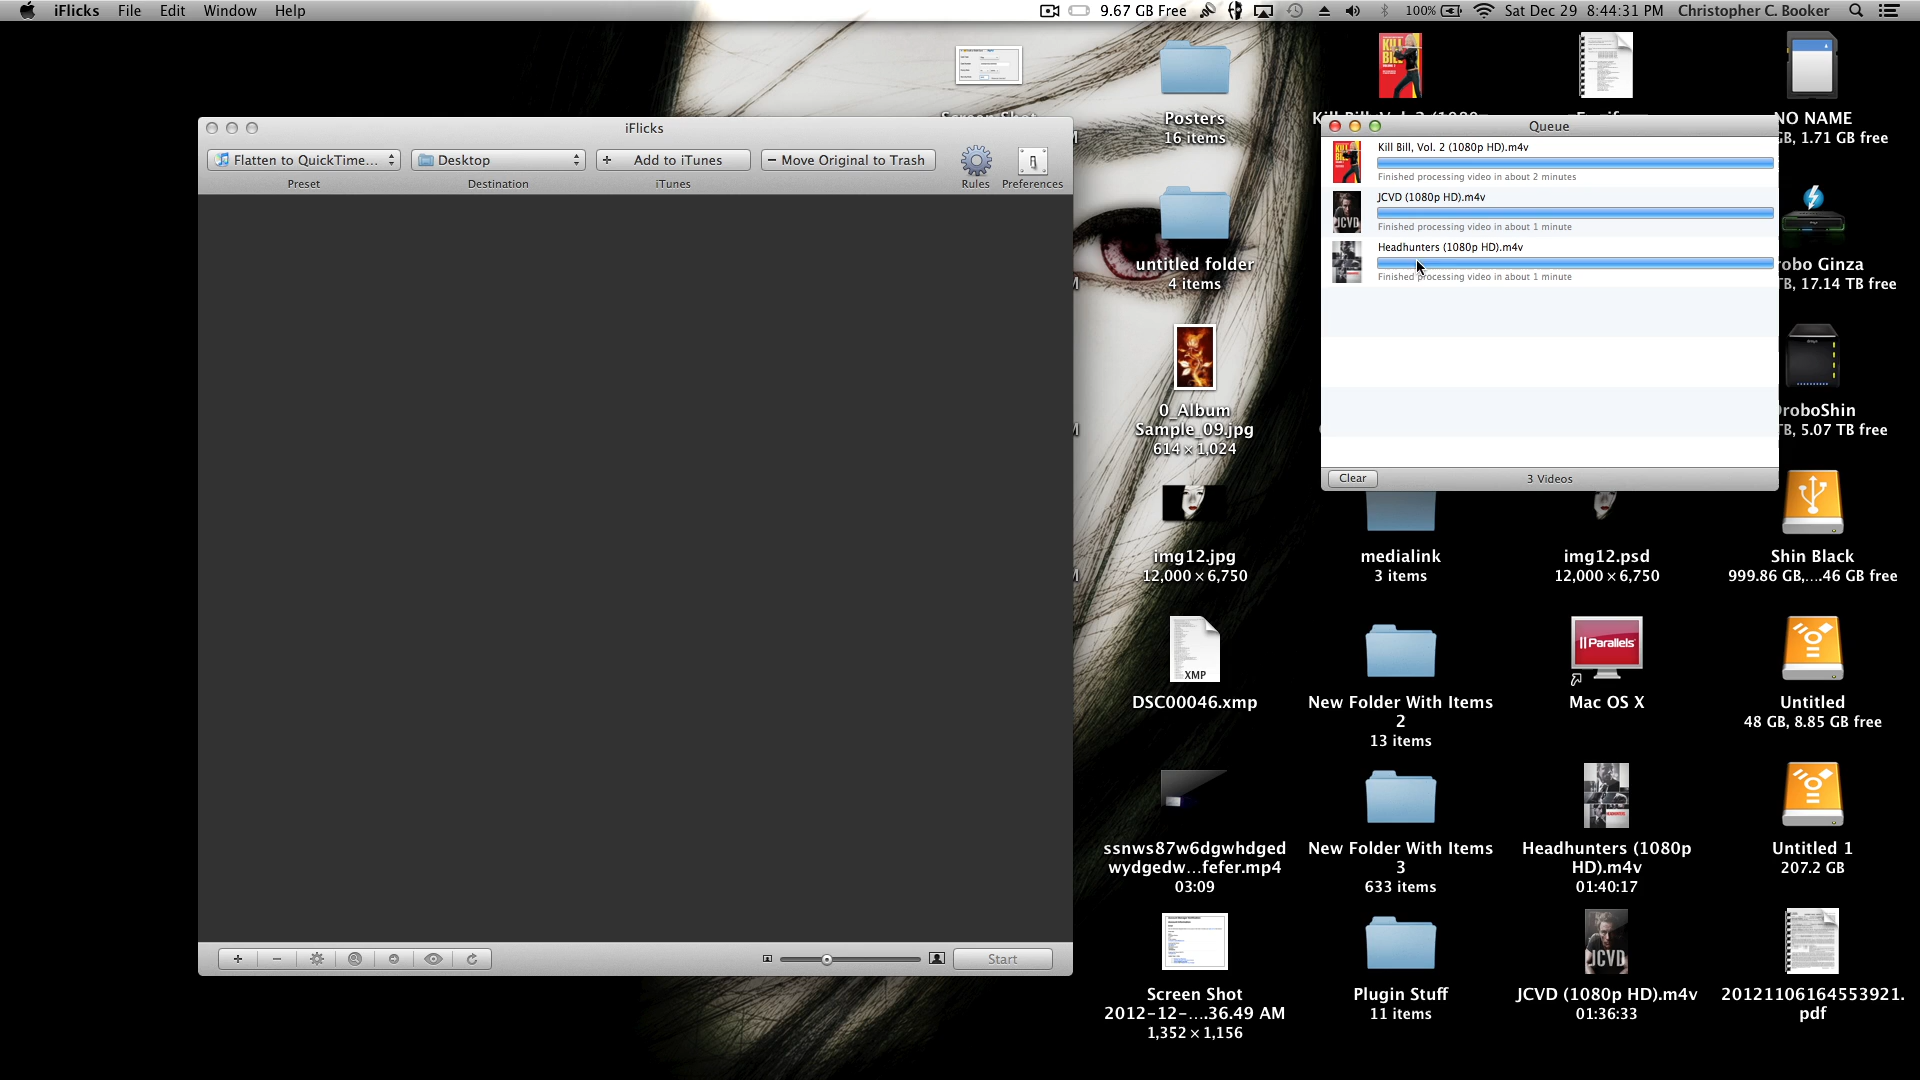 iFlicks File Edit Window Help
9.67 GB Free 100% Sat Dec 29 8:44:31 PM Christopher C. Booker
iFlicks
Flatten to QuickTime... Desktop + Add to iTunes − Move Original to Trash
Preset Destination iTunes Rules Preferences
Start
Queue
Kill Bill, Vol. 2 (1080p HD).m4v
Finished processing video in about 2 minutes
JCVD (1080p HD).m4v
Finished processing video in about 1 minute
Headhunters (1080p HD).m4v
Finished processing video in about 1 minute
Clear
3 Videos
Posters
16 items
untitled folder
4 items
0_Album
Sample_09.jpg
614 × 1,024
img12.jpg
12,000 × 6,750
XMP
DSC00046.xmp
ssnws87w6dgwhdged
wydgedw...fefer.mp4
03:09
Screen Shot
2012-12-....36.49 AM
1,352 × 1,156
KILL
BILL
medialink
3 items
New Folder With Items
2
13 items
New Folder With Items
3
633 items
Plugin Stuff
11 items
img12.psd
12,000 × 6,750
Parallels
Mac OS X
Headhunters (1080p
HD).m4v
01:40:17
JCVD
JCVD (1080p HD).m4v
01:36:33
NO NAME
GB, 1.71 GB free
robo Ginza
TB, 17.14 TB free
DroboShin
TB, 5.07 TB free
Shin Black
999.86 GB,....46 GB free
Untitled
48 GB, 8.85 GB free
Untitled 1
207.2 GB
20121106164553921.
pdf